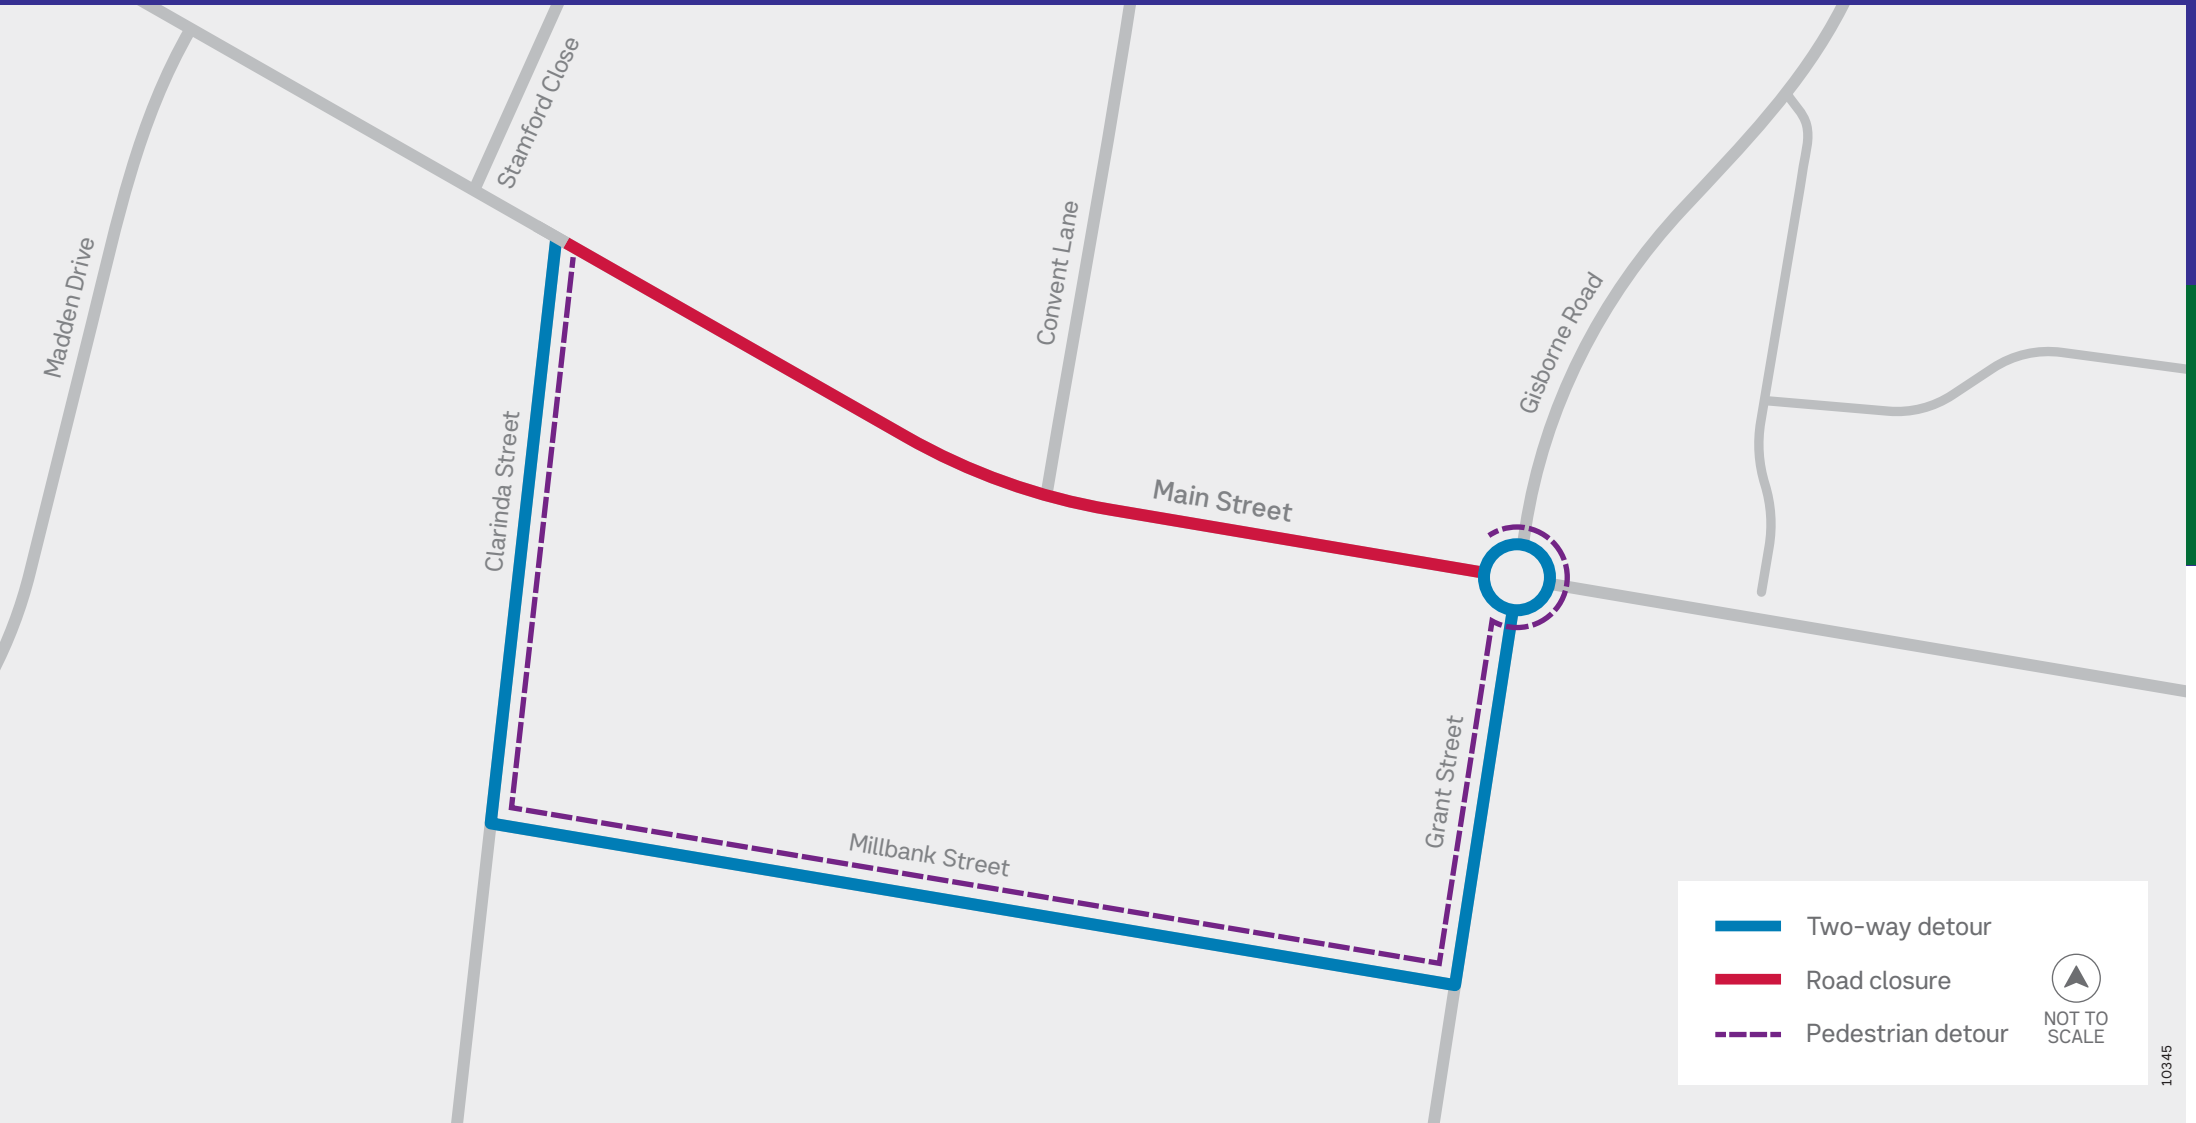 Stamford Close
Madden Drive
Convent Lane
Gisborne Road
Clarinda Street
Main Street
Grant Street
Millbank Street
Two-way detour
Road closure
Pedestrian detour
NOT TO
SCALE
10345